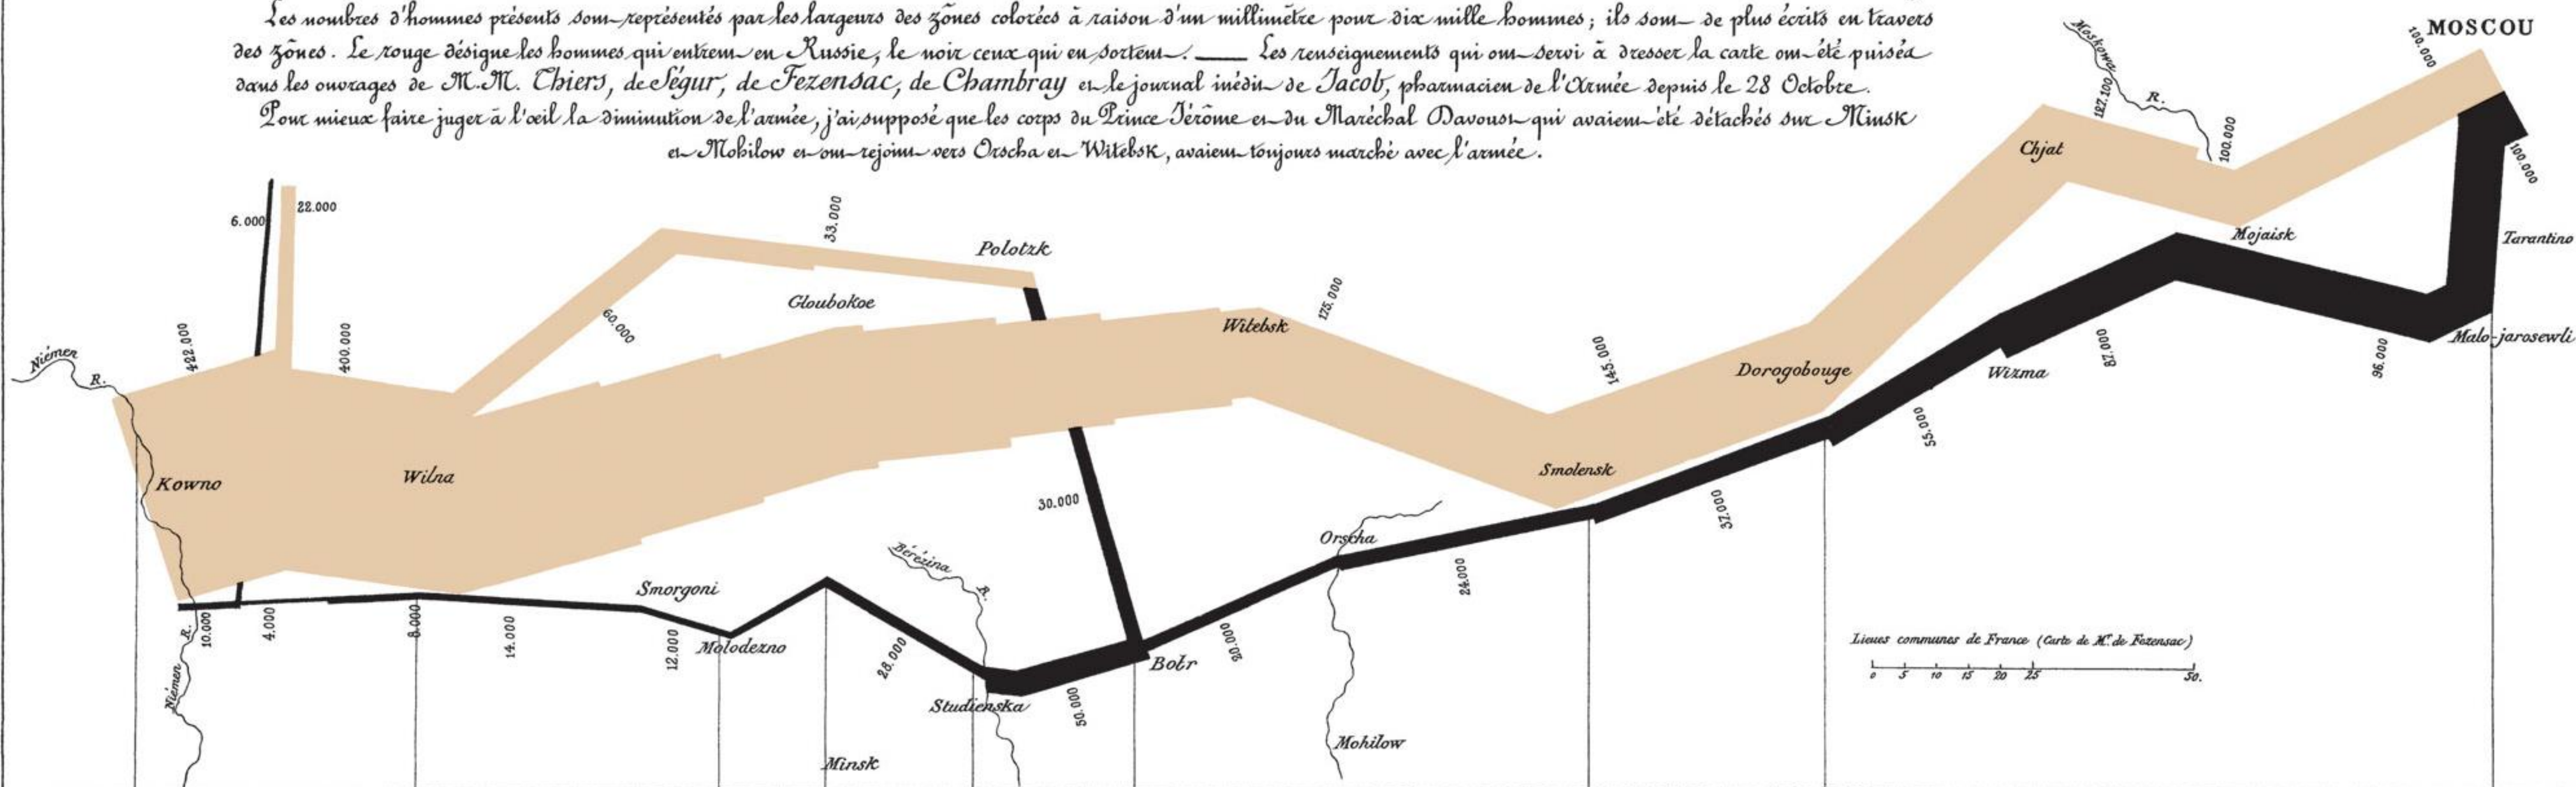 Les nombres d'hommes présents sont représentés par les largeurs des zônes colorées à raison d'un millimètre pour dix mille hommes; ils sont de plus écrits en travers
des zônes. Le rouge désigne les hommes qui entrent en Russie, le noir ceux qui en sortent. — Les renseignements qui ont servi à dresser la carte ont été puisés
dans les ouvrages de M.M. Thiers, de Ségur, de Fezensac, de Chambray et le journal inédit de Jacob, pharmacien de l'Armée depuis le 28 Octobre.
Pour mieux faire juger à l'œil la diminution de l'armée, j'ai supposé que les corps du Prince Jérôme et du Maréchal Davoust qui avaient été détachés sur Minsk
et Mohilow et ont rejoint vers Orscha et Witebsk, avaient toujours marché avec l'armée.
MOSCOU
100.000
Moskowa
R.
127.100
100.000
Chjat
100.000
Mojaisk
Tarantino
Malo-jarosewli
6.000
22.000
33.000
Polotzk
Gloubokoe
60.000
422.000
400.000
Niémen
R.
Kowno
Wilna
Witebsk
175.000
145.000
Dorogobouge
Smolensk
Wizma
87.000
96.000
55.000
37.000
24.000
Orscha
30.000
Bérézina
R.
Smorgoni
Molodezno
10.000
4.000
8.000
14.000
12.000
28.000
Studienska
50.000
Botr
20.000
Niémen
R.
Minsk
Mohilow
Lieues communes de France (Carte de Mr. de Fezensac)
0 5 10 15 20 25 50.